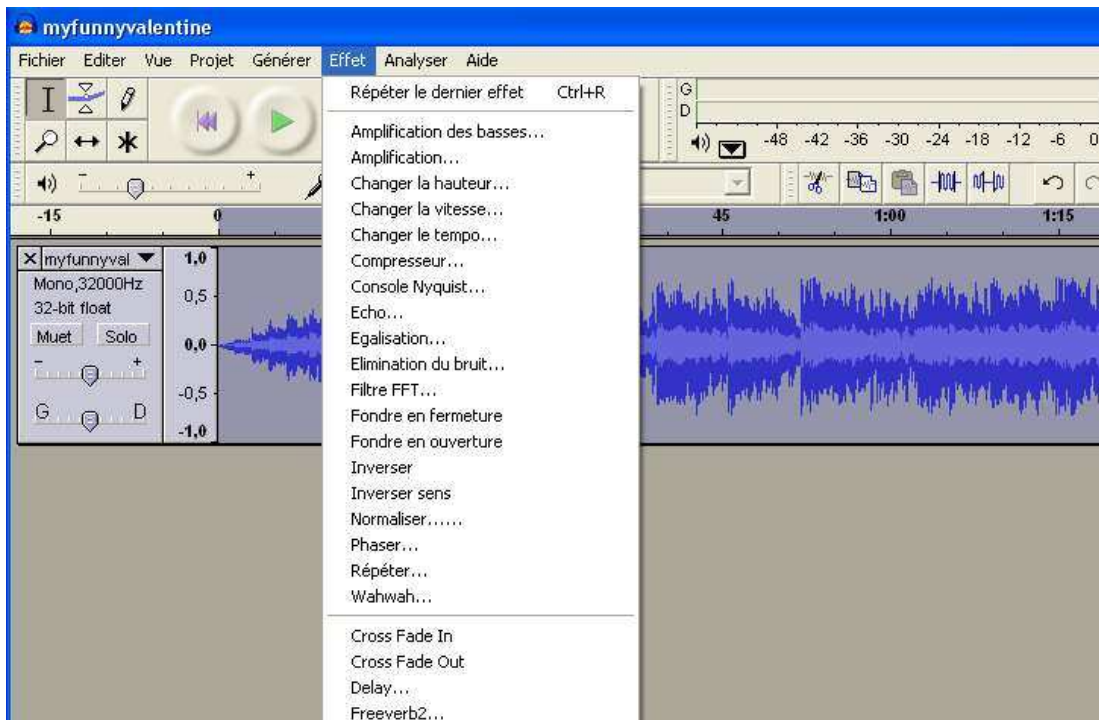 myfunnyvalentine
Fichier Editer Vue Projet Générer Effet Analyser Aide
Répéter le dernier effet Ctrl+R
Amplification des basses...
Amplification...
Changer la hauteur...
Changer la vitesse...
Changer le tempo...
Compresseur...
Console Nyquist...
Echo...
Egalisation...
Elimination du bruit...
Filtre FFT...
Fondre en fermeture
Fondre en ouverture
Inverser
Inverser sens
Normaliser......
Phaser...
Répéter...
Wahwah...
Cross Fade In
Cross Fade Out
Delay...
Freeverb2...
G
D
-48 -42 -36 -30 -24 -18 -12 -6 0
- +
-15 0 45 1:00 1:15
myfunnyval
Mono,32000Hz
32-bit float
Muet Solo
- +
G D
1,0
0,5
0,0
-0,5
-1,0